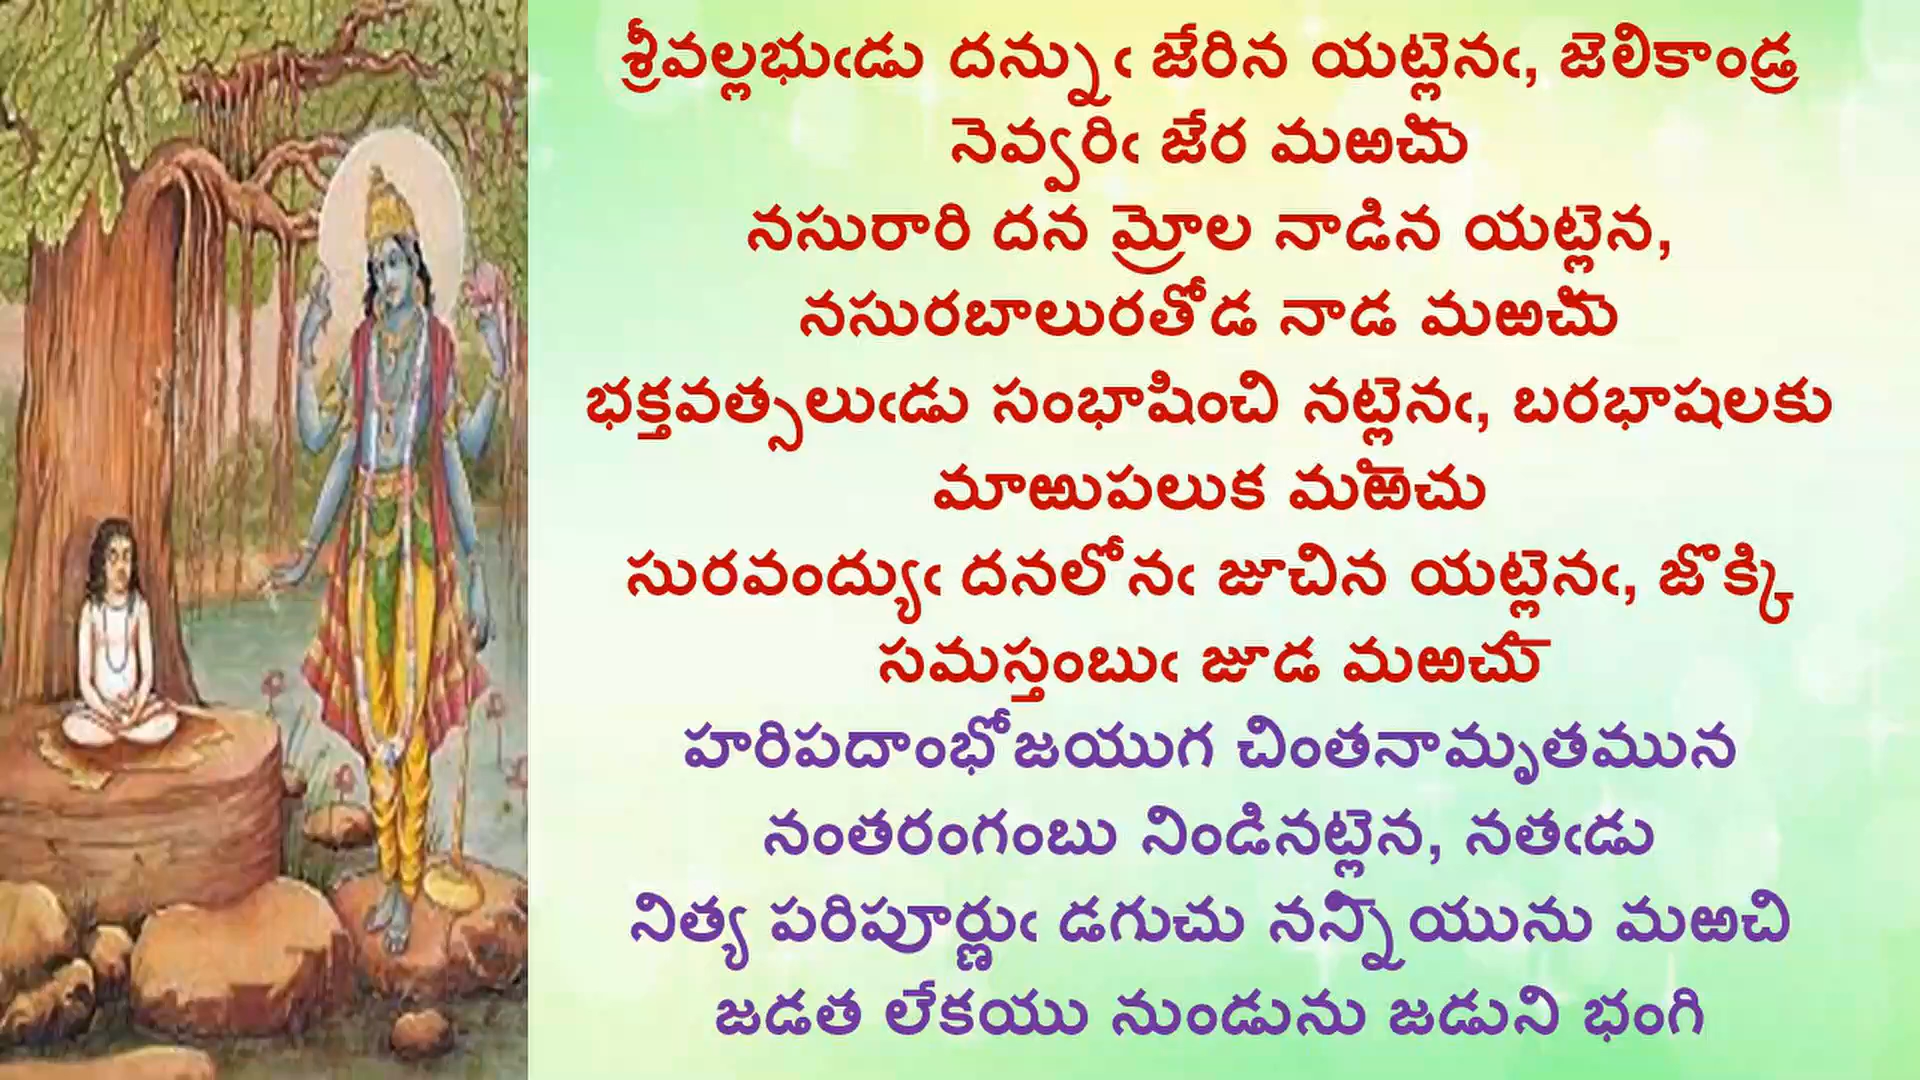 శ్రీవల్లభుఁడు దన్నుఁ జేరిన యట్లైనఁ, జెలికాండ్ర
నెవ్వరిఁ జేర మఱచు
నసురారి దన మ్రోల నాడిన యట్లైన,
నసురబాలురతోడ నాడ మఱచు
భక్తవత్సలుఁడు సంభాషించి నట్లైనఁ, బరభాషలకు
మాఱుపలుక మఱచు
సురవంద్యుఁ దనలోనఁ జూచిన యట్లైనఁ, జొక్కి
సమస్తంబుఁ జూడ మఱచు
హరిపదాంభోజయుగ చింతనామృతమున
నంతరంగంబు నిండినట్లైన, నతఁడు
నిత్య పరిపూర్ణుఁ డగుచు నన్నియును మఱచి
జడత లేకయు నుండును జడుని భంగి